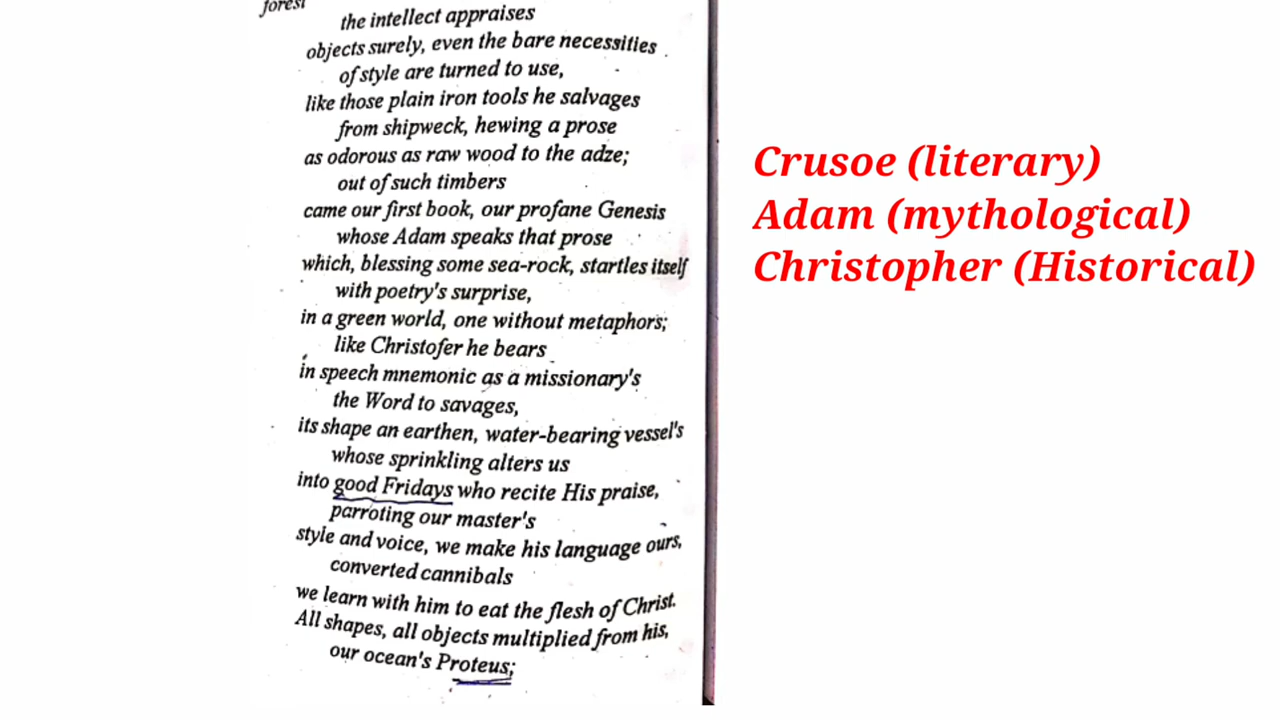 forest
the intellect appraises
objects surely, even the bare necessities
of style are turned to use,
like those plain iron tools he salvages
from shipweck, hewing a prose
as odorous as raw wood to the adze;
out of such timbers
came our first book, our profane Genesis
whose Adam speaks that prose
which, blessing some sea-rock, startles itself
with poetry's surprise,
in a green world, one without metaphors;
like Christofer he bears
in speech mnemonic as a missionary's
the Word to savages,
its shape an earthen, water-bearing vessel's
whose sprinkling alters us
into good Fridays who recite His praise,
parroting our master's
style and voice, we make his language ours,
converted cannibals
we learn with him to eat the flesh of Christ.
All shapes, all objects multiplied from his,
our ocean's Proteus;
Crusoe (literary)
Adam (mythological)
Christopher (Historical)